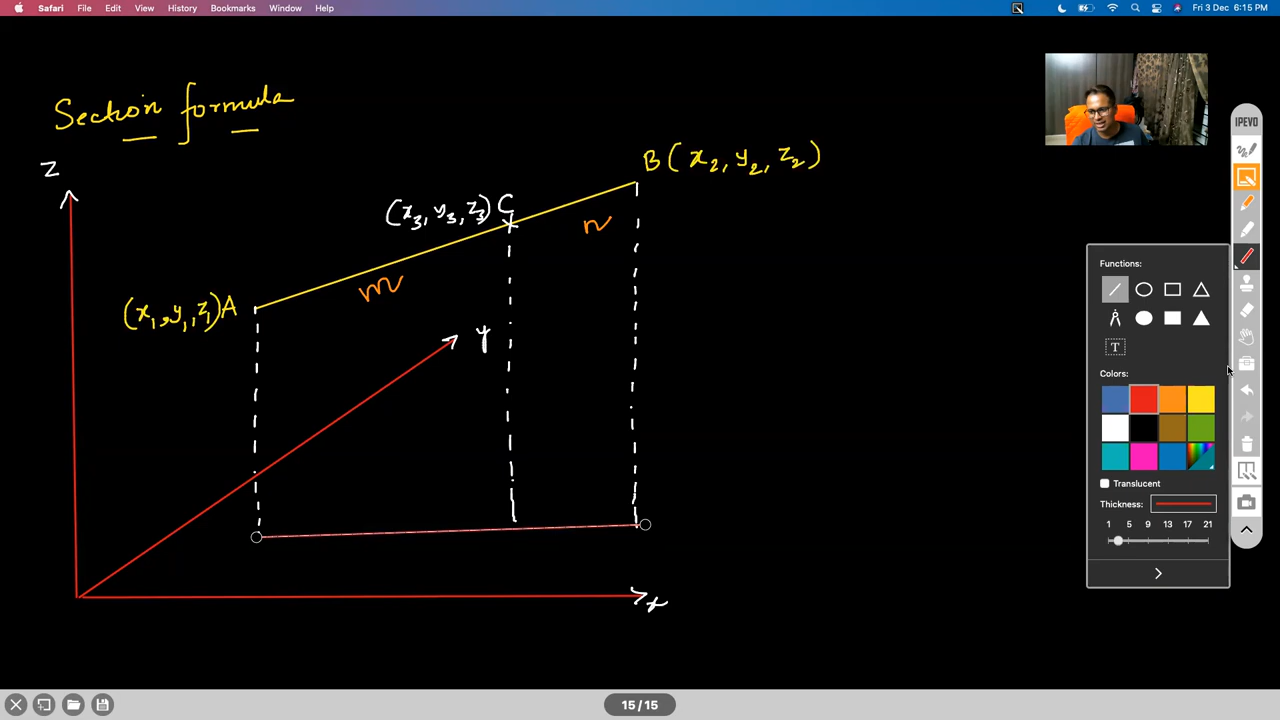 Safari File Edit View History Bookmarks Window Help Fri 3 Dec 6:15 PM
Section formula
IPEVO
Z
B(x₂, y₂, z₂)
(x₃, y₃, z₃) C
n
m
(x₁, y₁, z₁)A
y
x
Functions:
T
Colors:
Translucent
Thickness:
1 5 9 13 17 21
15 / 15